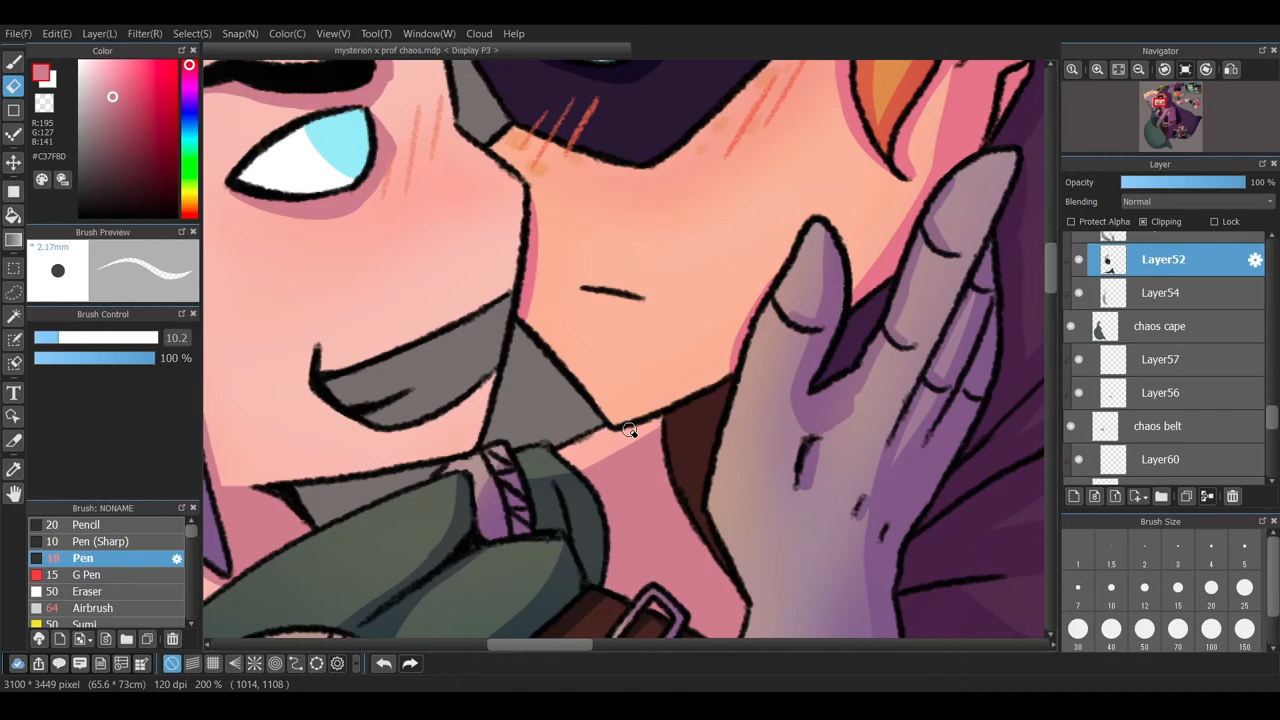 File(F) Edit(E) Layer(L) Filter(R) Select(S) Snap(N) Color(C) View(V) Tool(T) Window(W) Cloud Help
Color
mysterion x prof chaos.mdp < Display P3 >
Navigator
R:195
G:127
B:141
#C37F8D
Brush Preview
* 2.17mm
Brush Control
10.2
100 %
Layer
Opacity 100 %
Blending Normal
Protect Alpha Clipping Lock
Layer52
Layer54
chaos cape
Layer57
Layer56
chaos belt
Layer60
Brush: NONAME
20 Pencil
10 Pen (Sharp)
Pen
15 G Pen
50 Eraser
64 Airbrush
50 Sumi
Brush Size
1 1.5 2 3 4 5
7 10 12 15 20 25
30 40 50 70 100 150
3100 * 3449 pixel (65.6 * 73cm) 120 dpi 200 % ( 1014, 1108 )